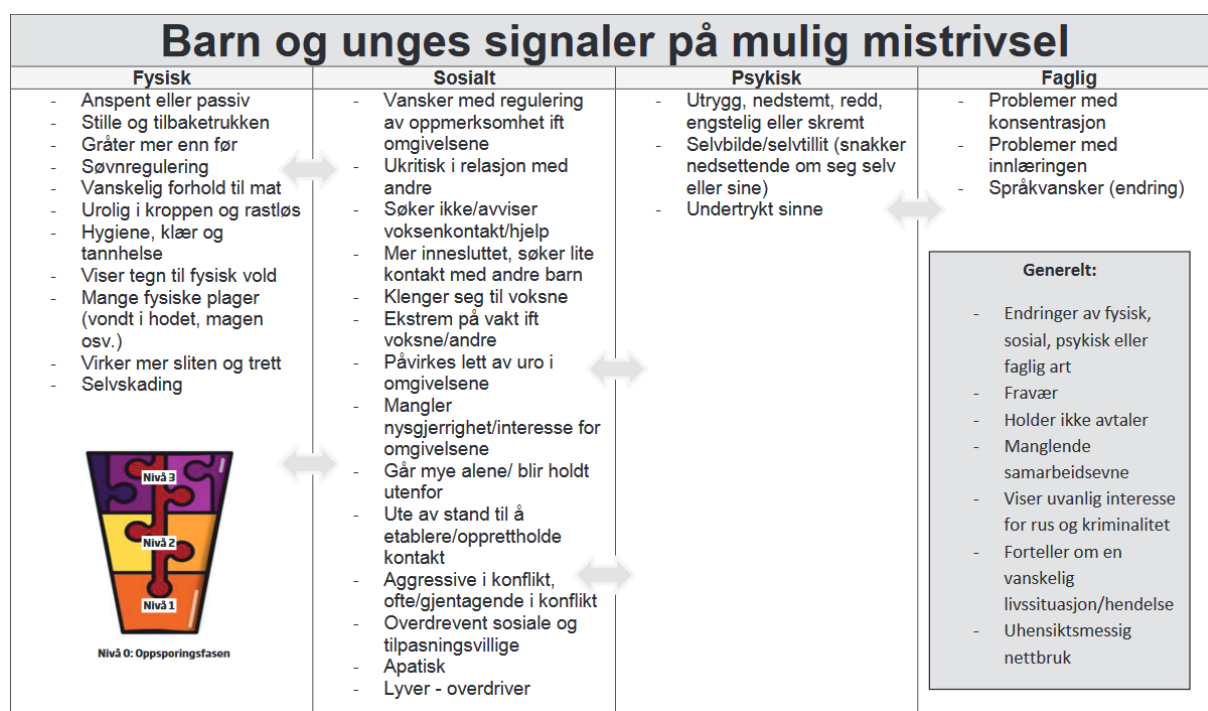 Barn og unges signaler på mulig mistrivsel
Fysisk
- Anspent eller passiv
- Stille og tilbaketrukken
- Gråter mer enn før
- Søvnregulering
- Vanskelig forhold til mat
- Urolig i kroppen og rastløs
- Hygiene, klær og
tannhelse
- Viser tegn til fysisk vold
- Mange fysiske plager
(vondt i hodet, magen
osv.)
- Virker mer sliten og trett
- Selvskading
Nivå 3
Nivå 2
Nivå 1
Nivå 0: Oppsporingsfasen
Sosialt
- Vansker med regulering
av oppmerksomhet ift
omgivelsene
- Ukritisk i relasjon med
andre
- Søker ikke/avviser
voksenkontakt/hjelp
- Mer innesluttet, søker lite
kontakt med andre barn
- Klenger seg til voksne
- Ekstrem på vakt ift
voksne/andre
- Påvirkes lett av uro i
omgivelsene
- Mangler
nysgjerrighet/interesse for
omgivelsene
- Går mye alene/ blir holdt
utenfor
- Ute av stand til å
etablere/opprettholde
kontakt
- Aggressive i konflikt,
ofte/gjentagende i konflikt
- Overdrevent sosiale og
tilpasningsvillige
- Apatisk
- Lyver - overdriver
Psykisk
- Utrygg, nedstemt, redd,
engstelig eller skremt
- Selvbilde/selvtillit (snakker
nedsettende om seg selv
eller sine)
- Undertrykt sinne
Faglig
- Problemer med
konsentrasjon
- Problemer med
innlæringen
- Språkvansker (endring)
Generelt:
- Endringer av fysisk,
sosial, psykisk eller
faglig art
- Fravær
- Holder ikke avtaler
- Manglende
samarbeidsevne
- Viser uvanlig interesse
for rus og kriminalitet
- Forteller om en
vanskelig
livssituasjon/hendelse
- Uhensiktsmessig
nettbruk